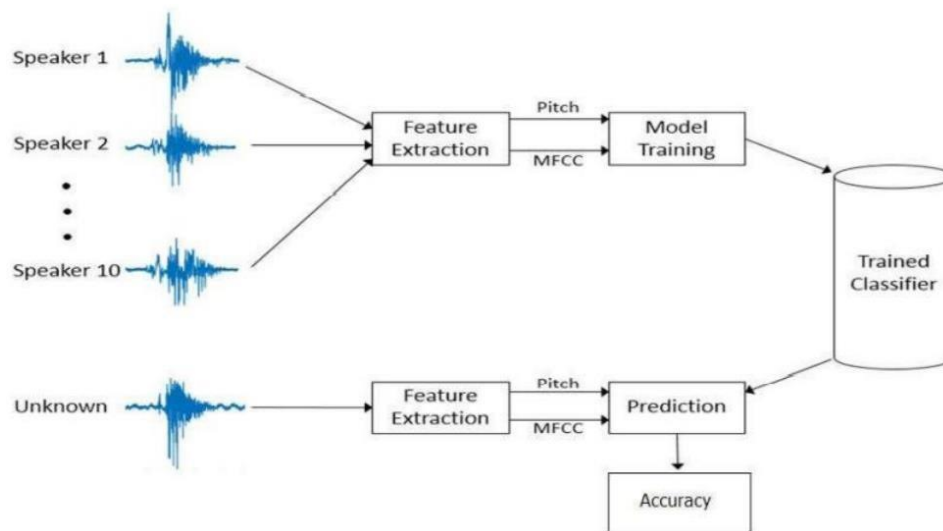 Speaker 1
Speaker 2
Speaker 10
Feature
Extraction
Pitch
MFCC
Model
Training
Trained
Classifier
Unknown
Feature
Extraction
Pitch
MFCC
Prediction
Accuracy